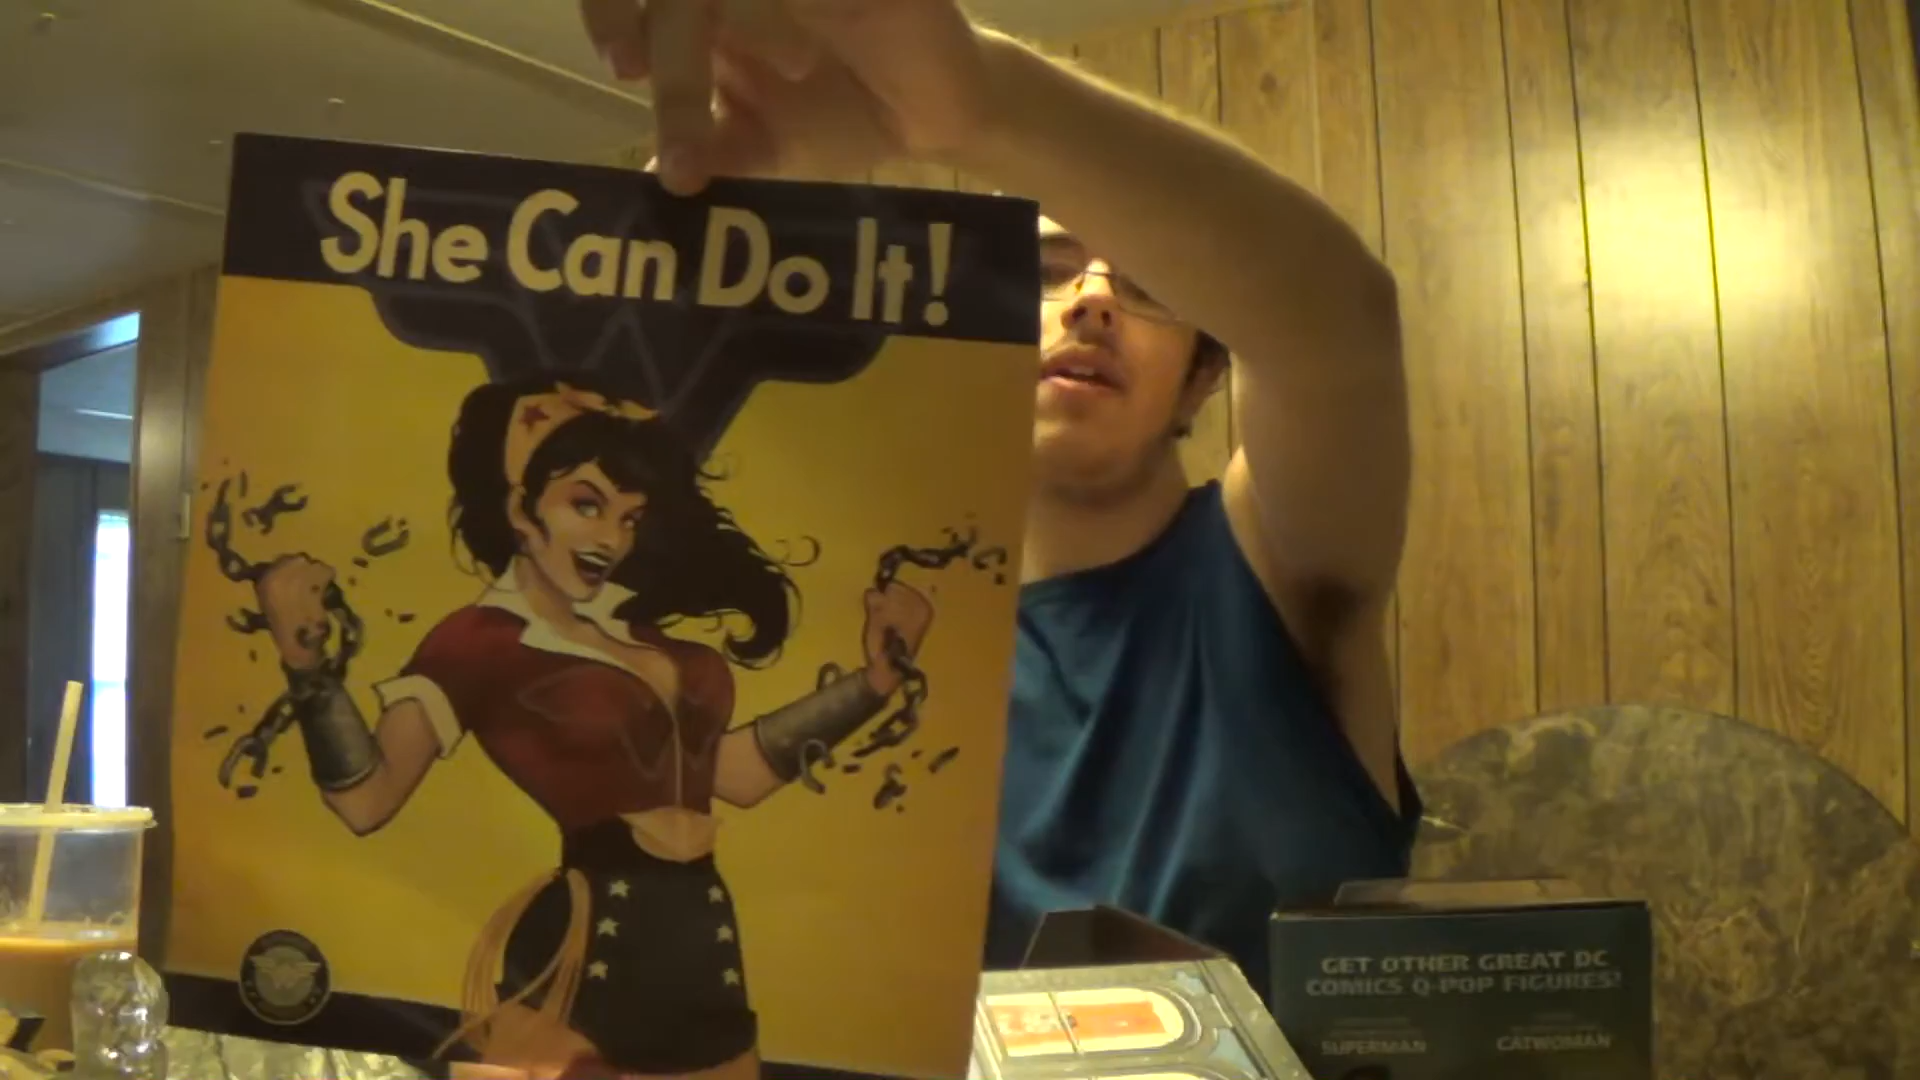 She Can Do It!
GET OTHER GREAT DC
COMICS Q-POP FIGURES!
SUPERMAN
CATWOMAN